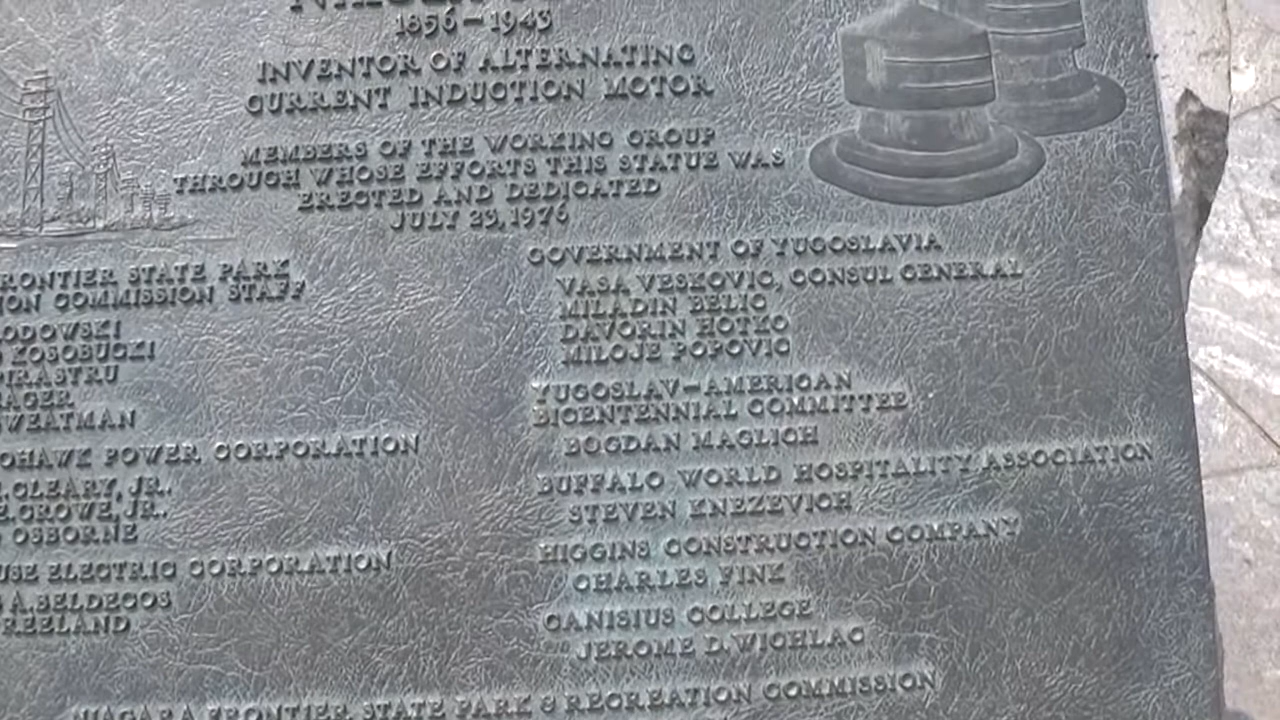 1856–1943
INVENTOR OF ALTERNATING
CURRENT INDUCTION MOTOR
MEMBERS OF THE WORKING GROUP
THROUGH WHOSE EFFORTS THIS STATUE WAS
ERECTED AND DEDICATED
JULY 23, 1976
RONTIER STATE PARK
ION COMMISSION STAFF
ODOWSKI
KOSOBUCKI
PIRASTRU
AGER
WEATMAN
OHAWK POWER CORPORATION
CLEARY, JR.
E. CROWE, JR.
OSBORNE
USE ELECTRIC CORPORATION
A. SELDECOS
REELAND
GOVERNMENT OF YUGOSLAVIA
VASA VESKOVIC, CONSUL GENERAL
MILADIN BELIC
DAVORIN HOTKO
MILOJE POPOVIC
YUGOSLAV–AMERICAN
BICENTENNIAL COMMITTEE
BOGDAN MAGLICH
BUFFALO WORLD HOSPITALITY ASSOCIATION
STEVEN KNEZEVICH
HIGGINS CONSTRUCTION COMPANY
CHARLES FINK
CANISIUS COLLEGE
JEROME D. WICHLAC
NIAGARA FRONTIER STATE PARK & RECREATION COMMISSION